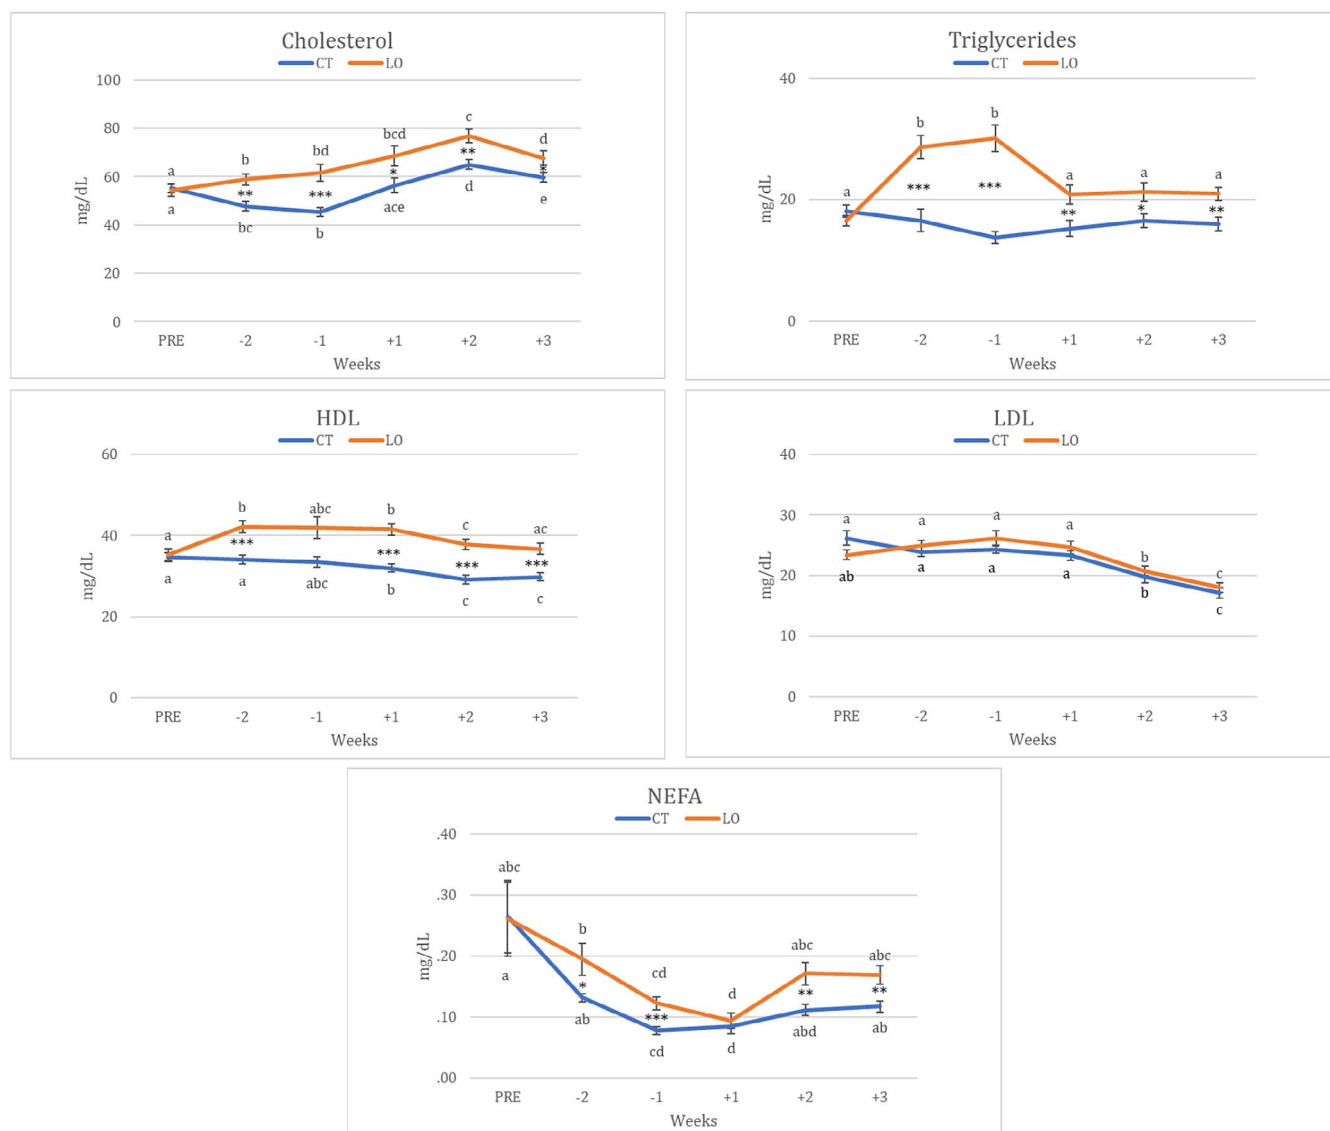 Cholesterol
CT LO
100
80
60
40
20
0
mg/dL
a b bd bcd c d
** *** * ** *
a bc b ace d e
PRE -2 -1 +1 +2 +3
Weeks
Triglycerides
CT LO
40
20
0
mg/dL
a b b a a a
*** *** ** * **
PRE -2 -1 +1 +2 +3
Weeks
HDL
CT LO
60
40
20
0
mg/dL
a b abc b c ac
*** *** *** ***
a a abc b c c
PRE -2 -1 +1 +2 +3
Weeks
LDL
CT LO
40
30
20
10
0
mg/dL
a a a a b c
ab a a a b c
PRE -2 -1 +1 +2 +3
Weeks
NEFA
CT LO
.40
.30
.20
.10
.00
mg/dL
abc b cd d abc abc
* *** ** **
a ab cd d abd ab
PRE -2 -1 +1 +2 +3
Weeks